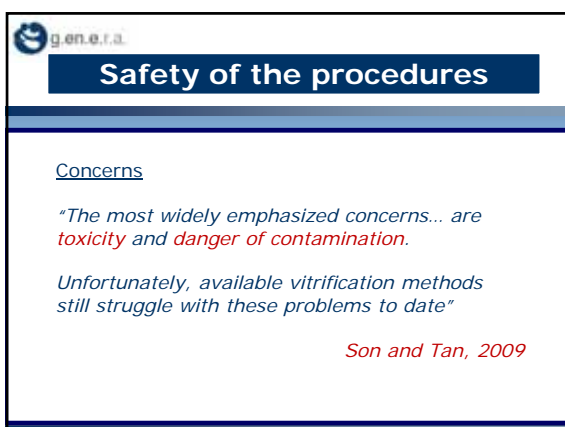 g.en.e.r.a.
Safety of the procedures
Concerns
“The most widely emphasized concerns… are
toxicity and danger of contamination.
Unfortunately, available vitrification methods
still struggle with these problems to date”
Son and Tan, 2009